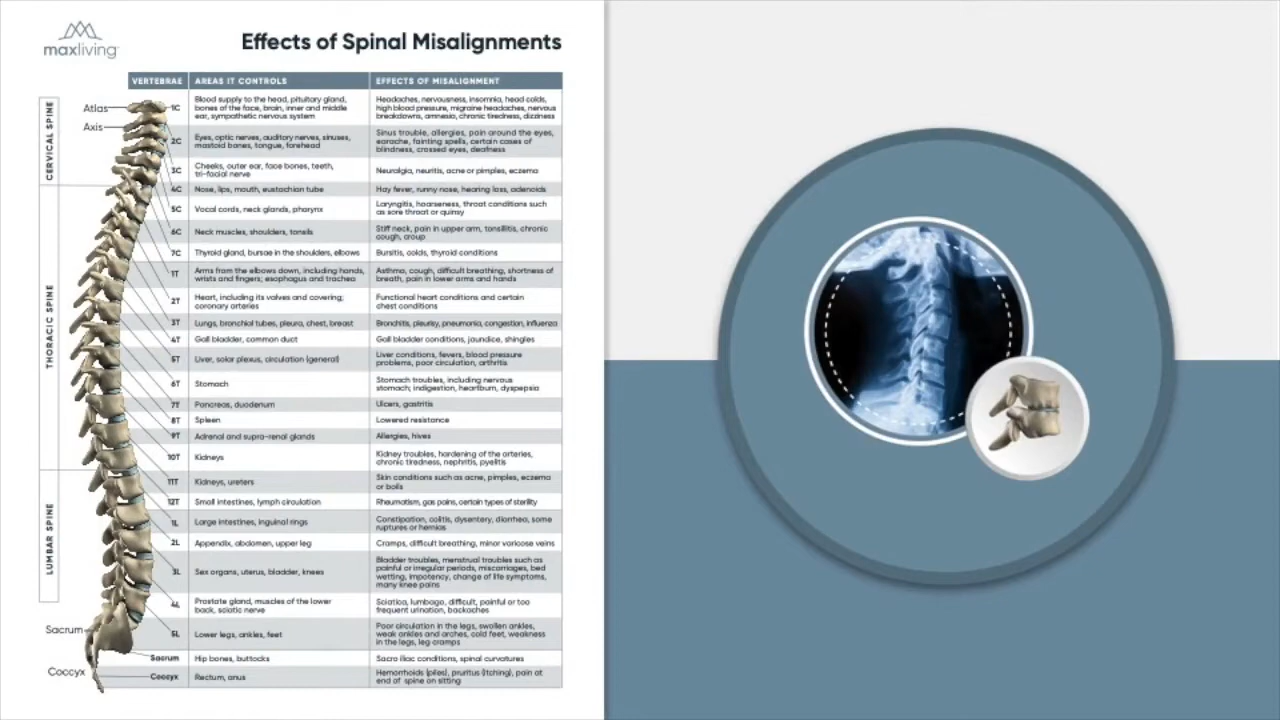 maxliving
Effects of Spinal Misalignments
VERTEBRAE AREAS IT CONTROLS EFFECTS OF MISALIGNMENT
CERVICAL SPINE
THORACIC SPINE
LUMBAR SPINE
Atlas
Axis
Sacrum
Coccyx
1C
Blood supply to the head, pituitary gland,
bones of the face, brain, inner and middle
ear, sympathetic nervous system
Headaches, nervousness, insomnia, head colds,
high blood pressure, migraine headaches, nervous
breakdowns, amnesia, chronic tiredness, dizziness
2C
Eyes, optic nerves, auditory nerves, sinuses,
mastoid bones, tongue, forehead
Sinus trouble, allergies, pain around the eyes,
earache, fainting spells, certain cases of
blindness, crossed eyes, deafness
3C
Cheeks, outer ear, face bones, teeth,
tri-facial nerve
Neuralgia, neuritis, acne or pimples, eczema
4C
Nose, lips, mouth, eustachian tube
Hay fever, runny nose, hearing loss, adenoids
5C
Vocal cords, neck glands, pharynx
Laryngitis, hoarseness, throat conditions such
as sore throat or quinsy
6C
Neck muscles, shoulders, tonsils
Stiff neck, pain in upper arm, tonsillitis, chronic
cough, croup
7C
Thyroid gland, bursae in the shoulders, elbows
Bursitis, colds, thyroid conditions
1T
Arms from the elbows down, including hands,
wrists and fingers; esophagus and trachea
Asthma, cough, difficult breathing, shortness of
breath, pain in lower arms and hands
2T
Heart, including its valves and covering;
coronary arteries
Functional heart conditions and certain
chest conditions
3T
Lungs, bronchial tubes, pleura, chest, breast
Bronchitis, pleurisy, pneumonia, congestion, influenza
4T
Gall bladder, common duct
Gall bladder conditions, jaundice, shingles
5T
Liver, solar plexus, circulation (general)
Liver conditions, fevers, blood pressure
problems, poor circulation, arthritis
6T
Stomach
Stomach troubles, including nervous
stomach; indigestion, heartburn, dyspepsia
7T
Pancreas, duodenum
Ulcers, gastritis
8T
Spleen
Lowered resistance
9T
Adrenal and supra-renal glands
Allergies, hives
10T
Kidneys
Kidney troubles, hardening of the arteries,
chronic tiredness, nephritis, pyelitis
11T
Kidneys, ureters
Skin conditions such as acne, pimples, eczema
or boils
12T
Small intestines, lymph circulation
Rheumatism, gas pains, certain types of sterility
1L
Large intestines, inguinal rings
Constipation, colitis, dysentery, diarrhea, some
ruptures or hernias
2L
Appendix, abdomen, upper leg
Cramps, difficult breathing, minor varicose veins
3L
Sex organs, uterus, bladder, knees
Bladder troubles, menstrual troubles such as
painful or irregular periods, miscarriages, bed
wetting, impotency, change of life symptoms,
many knee pains
4L
Prostate gland, muscles of the lower
back, sciatic nerve
Sciatica, lumbago, difficult, painful or too
frequent urination, backaches
5L
Lower legs, ankles, feet
Poor circulation in the legs, swollen ankles,
weak ankles and arches, cold feet, weakness
in the legs, leg cramps
Sacrum
Hip bones, buttocks
Sacro iliac conditions, spinal curvatures
Coccyx
Rectum, anus
Hemorrhoids (piles), pruritus (itching), pain at
end of spine on sitting